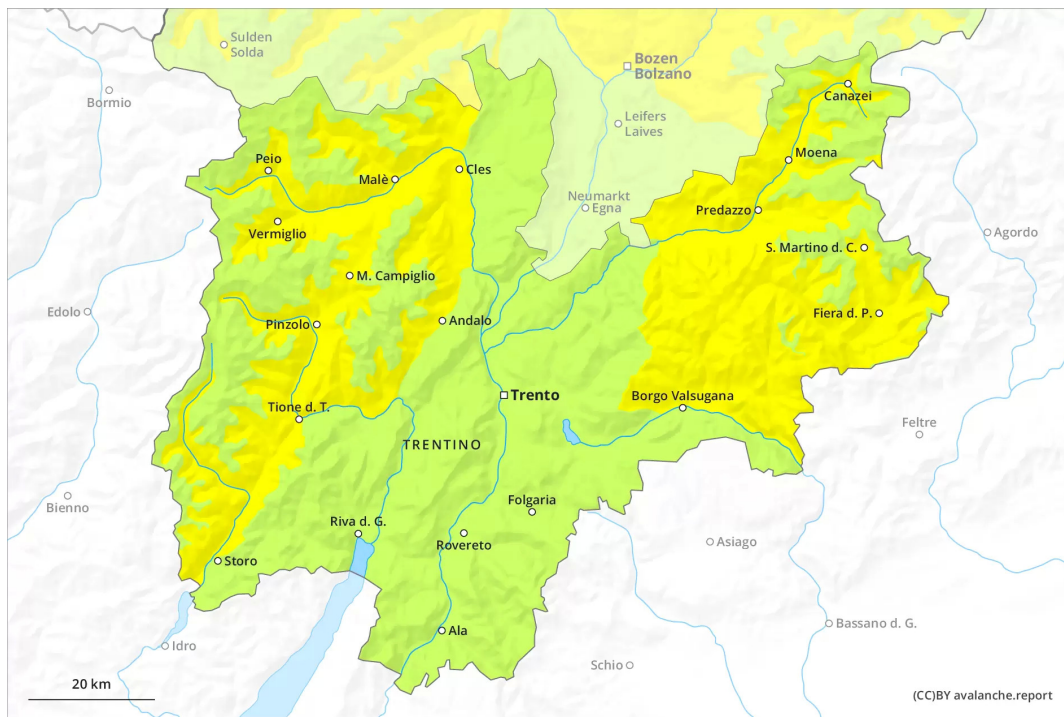 Sulden
Solda
Bozen
Bolzano
Bormio
Canazei
Leifers
Laives
Moena
Peio
Malè
Cles
Neumarkt
Egna
Predazzo
Vermiglio
Agordo
S. Martino d. C.
M. Campiglio
Edolo
Pinzolo
Andalo
Fiera d. P.
Trento
Borgo Valsugana
Tione d. T.
Feltre
TRENTINO
Bienno
Folgaria
Riva d. G.
Rovereto
Asiago
Storo
Ala
Bassano d. G.
Idro
Schio
20 km
(CC)BY avalanche.report